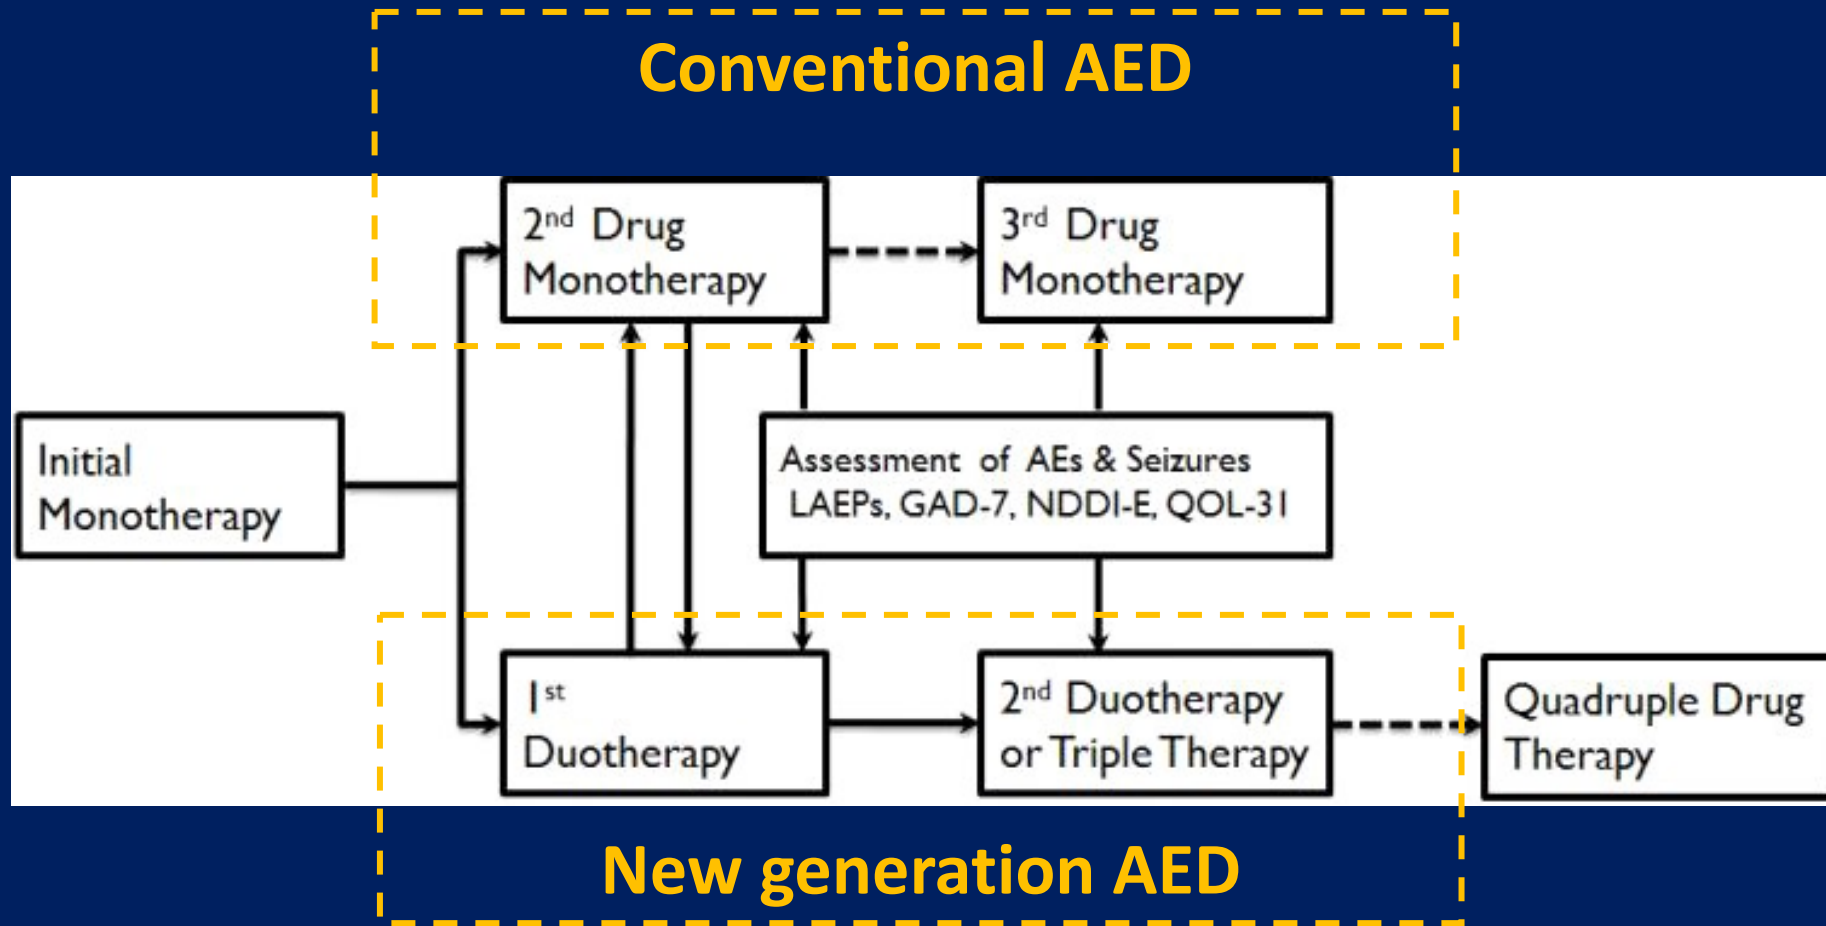 Conventional AED
2nd Drug
Monotherapy
3rd Drug
Monotherapy
Initial
Monotherapy
Assessment of AEs & Seizures
LAEPs, GAD-7, NDDI-E, QOL-31
1st
Duotherapy
2nd Duotherapy
or Triple Therapy
Quadruple Drug
Therapy
New generation AED